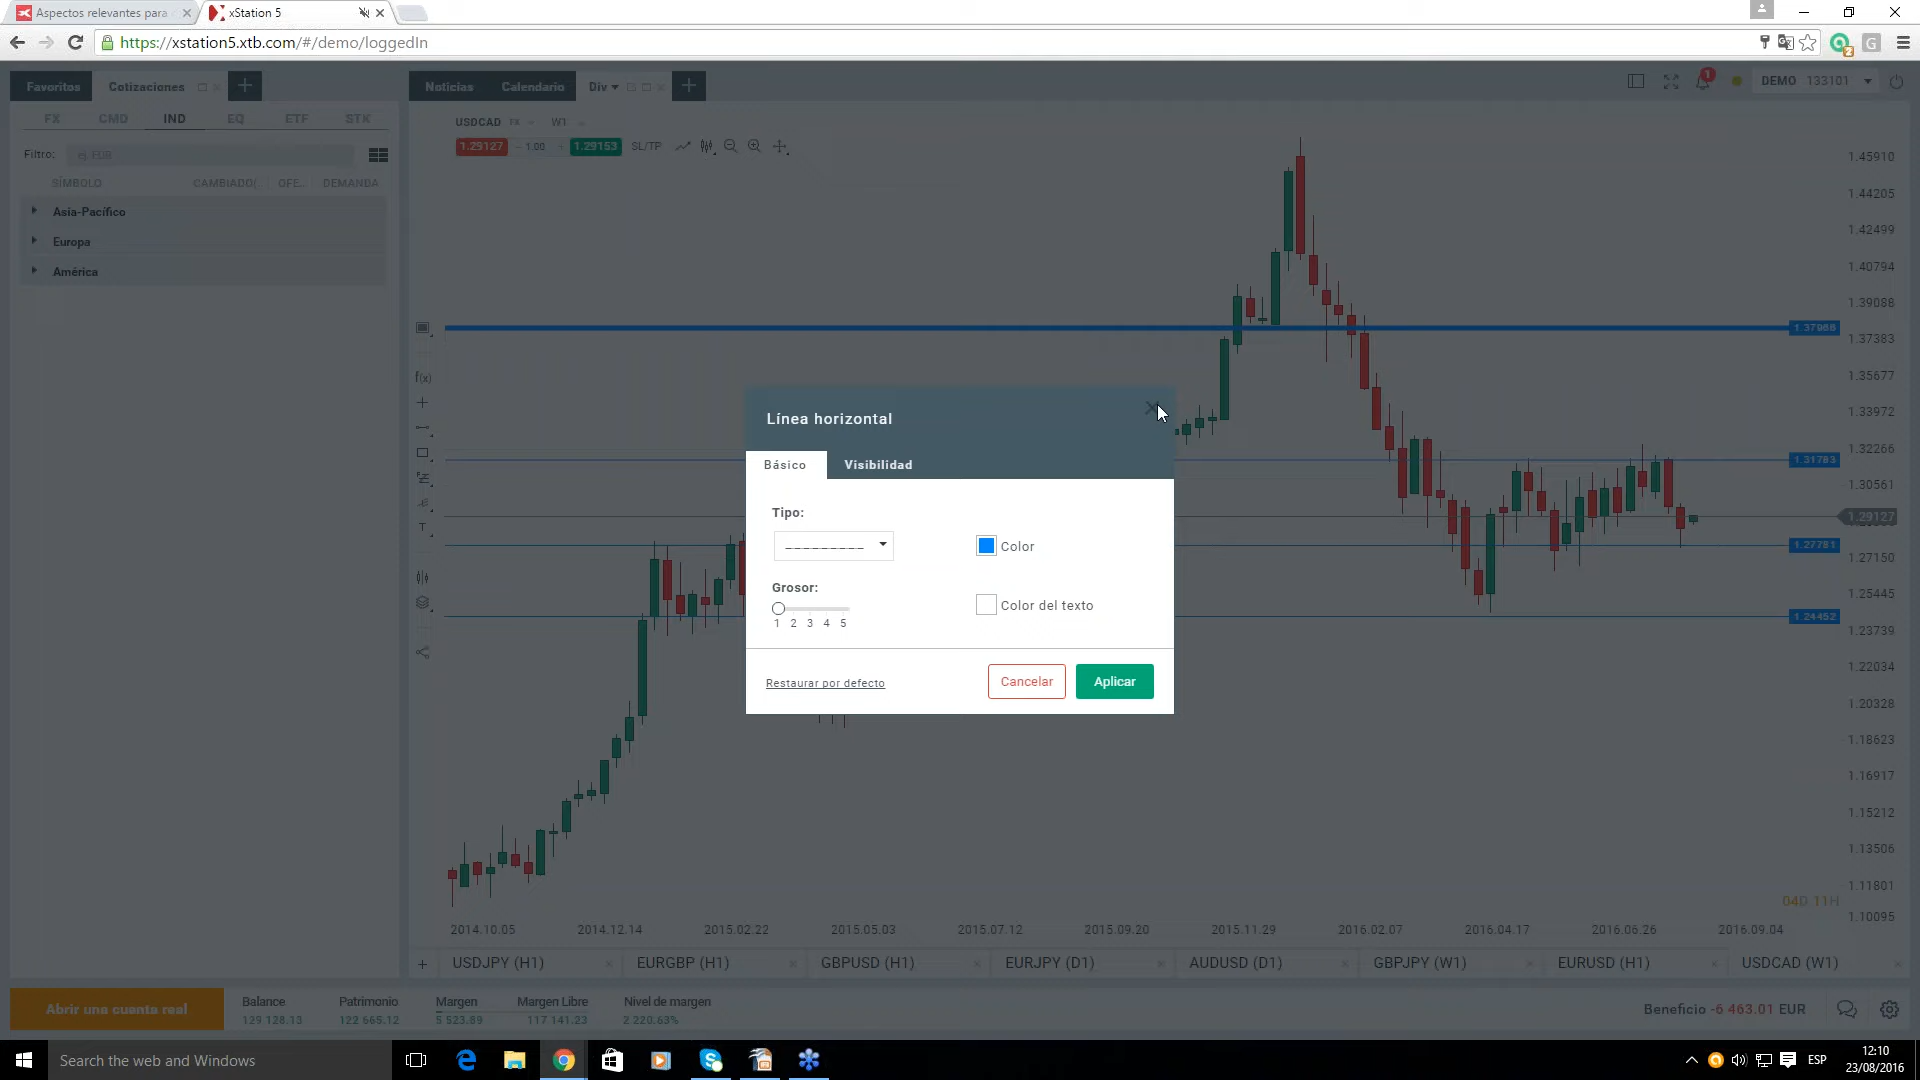 Aspectos relevantes para
xStation 5
https://xstation5.xtb.com/#/demo/loggedIn
Favoritos
Cotizaciones
Noticias
Calendario
Div
1
DEMO 133101
FX
CMD
IND
EQ
ETF
STK
USDCAD FX W1
1.29127
1.00
1.29153
SL/TP
Filtro:
EUR
SÍMBOLO
CAMBIADO(.
OFE...
DEMANDA
Asia-Pacífico
Europa
América
f(x)
T
1.45910
1.44205
1.42499
1.40794
1.39088
1.37966
1.37383
1.35677
1.33972
1.32266
1.31783
1.30561
1.29127
1.27781
1.27150
1.25445
1.24452
1.23739
1.22034
1.20328
1.18623
1.16917
1.15212
1.13506
1.11801
1.10095
04D 11H
Línea horizontal
Básico
Visibilidad
Tipo:
Color
Grosor:
1 2 3 4 5
Color del texto
Restaurar por defecto
Cancelar
Aplicar
2014.10.05
2014.12.14
2015.02.22
2015.05.03
2015.07.12
2015.09.20
2015.11.29
2016.02.07
2016.04.17
2016.06.26
2016.09.04
USDJPY (H1)
EURGBP (H1)
GBPUSD (H1)
EURJPY (D1)
AUDUSD (D1)
GBPJPY (W1)
EURUSD (H1)
USDCAD (W1)
Abrir una cuenta real
Balance
129 128.13
Patrimonio
122 665.12
Margen
5 523.89
Margen Libre
117 141.23
Nivel de margen
2 220.63%
Beneficio -6 463.01 EUR
Search the web and Windows
ESP
12:10
23/08/2016